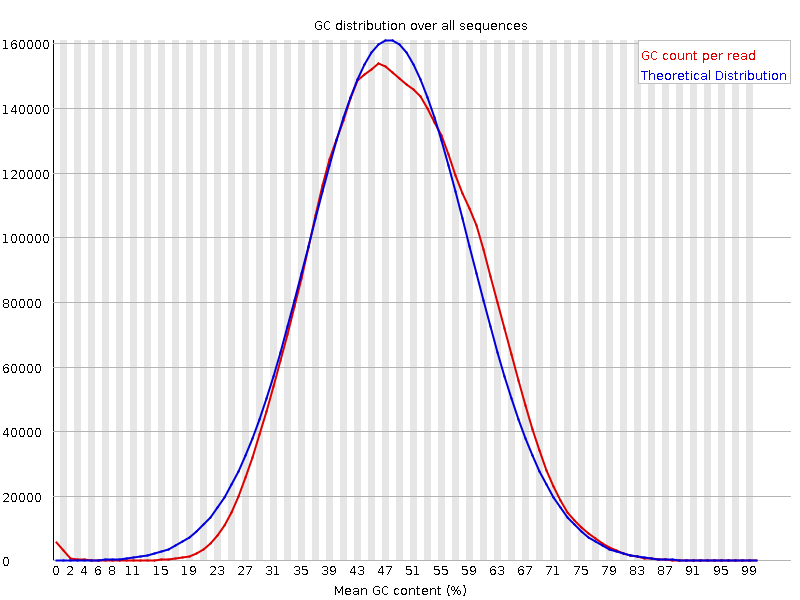 GC distribution over all sequences
GC count per read
Theoretical Distribution
160000
140000
120000
100000
80000
60000
40000
20000
0
0 2 4 6 8 11 15 19 23 27 31 35 39 43 47 51 55 59 63 67 71 75 79 83 87 91 95 99
Mean GC content (%)